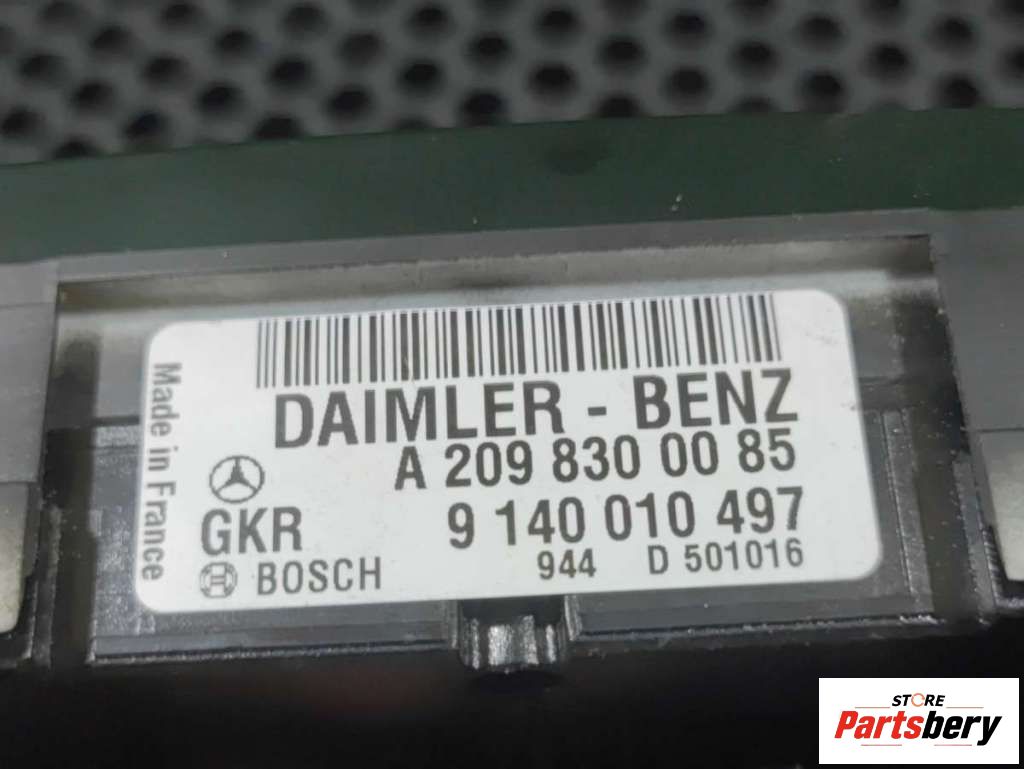 Made in France
DAIMLER - BENZ
A 209 830 00 85
GKR 9 140 010 497
BOSCH 944 D 501016
STORE
Partsbery